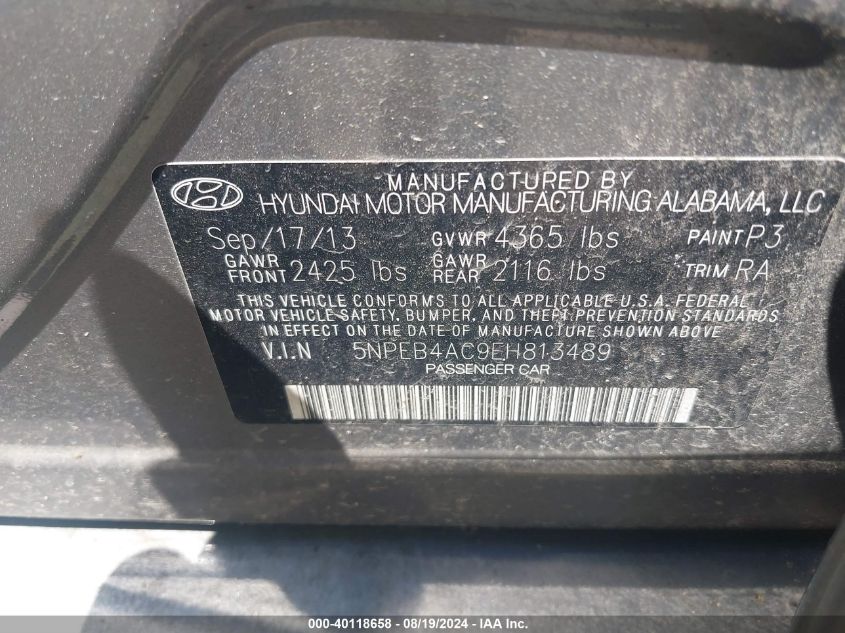 MANUFACTURED BY
HYUNDAI MOTOR MANUFACTURING ALABAMA, LLC
Sep/17/13 GVWR 4365 lbs PAINT P3
GAWR FRONT 2425 lbs GAWR REAR 2116 lbs TRIM RA
THIS VEHICLE CONFORMS TO ALL APPLICABLE U.S.A. FEDERAL
MOTOR VEHICLE SAFETY, BUMPER, AND THEFT PREVENTION STANDARDS
IN EFFECT ON THE DATE OF MANUFACTURE SHOWN ABOVE
V.I.N 5NPEB4AC9EH813489
PASSENGER CAR
000-40118658 - 08/19/2024 - IAA Inc.